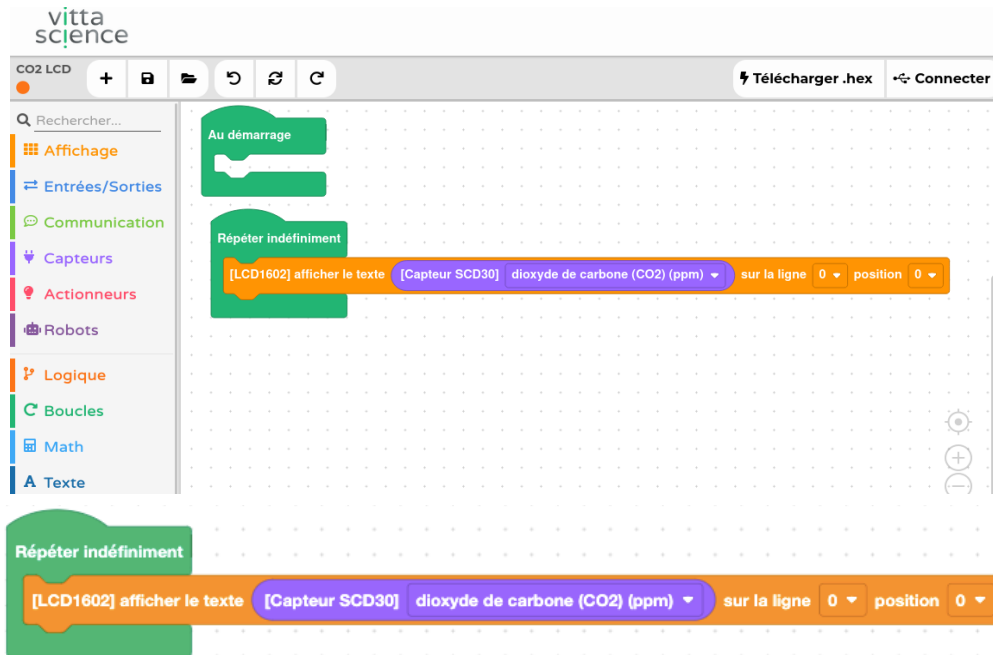 vitta
science
CO2 LCD
Télécharger .hex
Connecter
Rechercher...
Affichage
Entrées/Sorties
Communication
Capteurs
Actionneurs
Robots
Logique
Boucles
Math
A Texte
Au démarrage
Répéter indéfiniment
[LCD1602] afficher le texte [Capteur SCD30] dioxyde de carbone (CO2) (ppm) sur la ligne 0 position 0
Répéter indéfiniment
[LCD1602] afficher le texte [Capteur SCD30] dioxyde de carbone (CO2) (ppm) sur la ligne 0 position 0